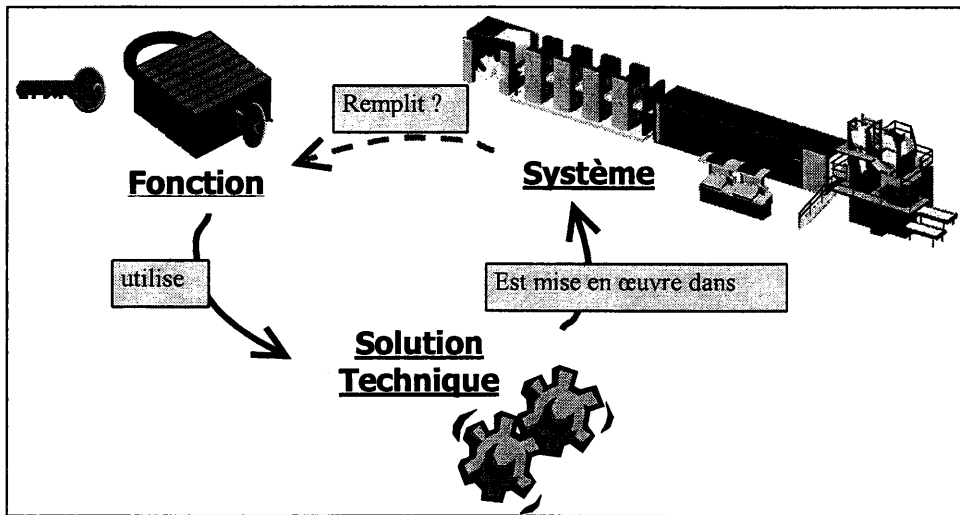 Remplit ?
Fonction
Système
utilise
Est mise en œuvre dans
Solution
Technique